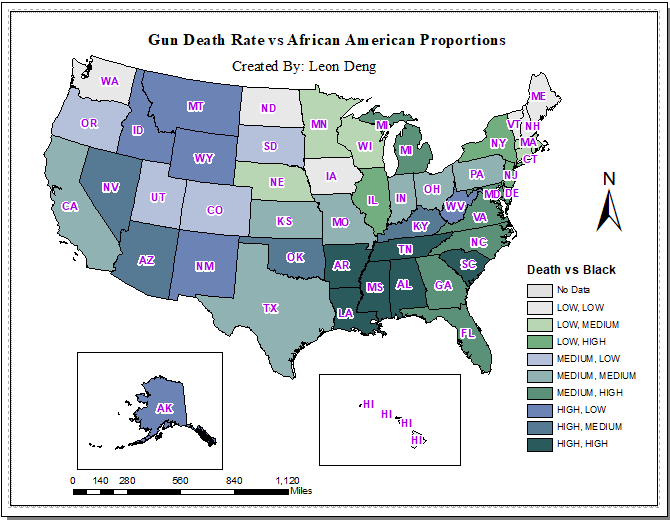 Gun Death Rate vs African American Proportions
Created By: Leon Deng
WA
MT
ND
MN
ME
OR
ID
SD
WI
MI
MI
VT
NH
NY
MA
CT
WY
NE
IA
PA
NJ
NV
UT
CO
IL
IN
OH
MD
DE
WV
VA
CA
KS
MO
KY
NC
AZ
NM
OK
TN
AR
SC
TX
MS
AL
GA
LA
FL
N
Death vs Black
No Data
LOW, LOW
LOW, MEDIUM
LOW, HIGH
MEDIUM, LOW
MEDIUM, MEDIUM
MEDIUM, HIGH
HIGH, LOW
HIGH, MEDIUM
HIGH, HIGH
AK
HI
HI
HI
HI
0 140 280 560 840 1,120
Miles